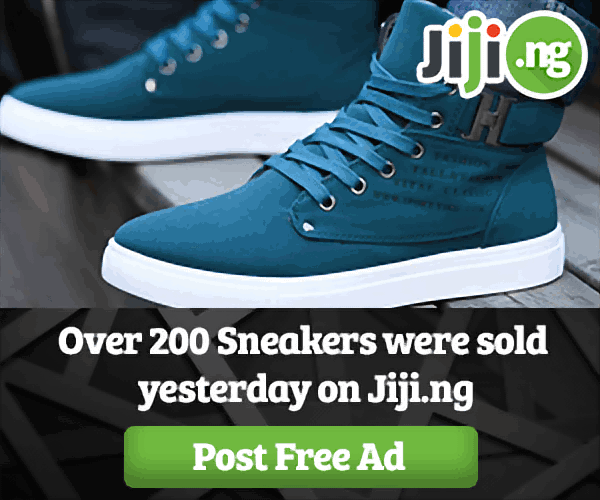 Jiji.ng
H
Over 200 Sneakers were sold
yesterday on Jiji.ng
Post Free Ad